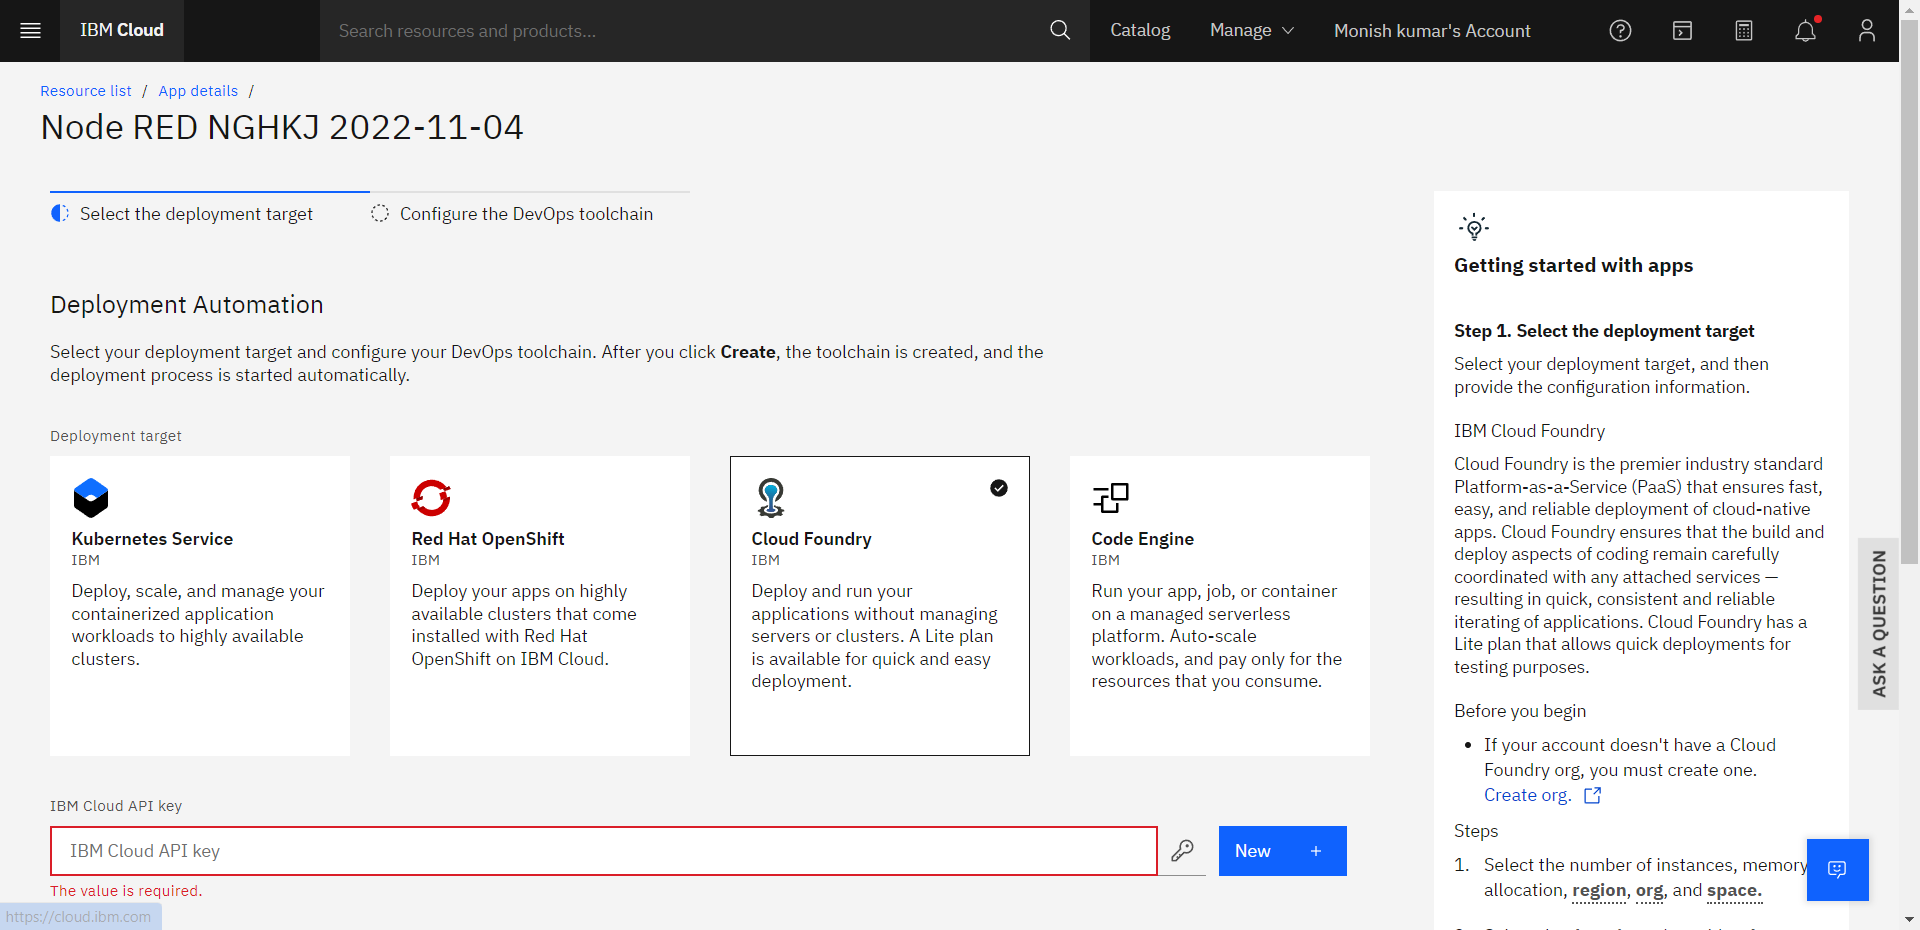 IBM Cloud
Search resources and products...
Catalog
Manage
Monish kumar's Account
Resource list / App details /
Node RED NGHKJ 2022-11-04
Select the deployment target
Configure the DevOps toolchain
Deployment Automation
Select your deployment target and configure your DevOps toolchain. After you click Create, the toolchain is created, and the
deployment process is started automatically.
Deployment target
Kubernetes Service
IBM
Deploy, scale, and manage your
containerized application
workloads to highly available
clusters.
Red Hat OpenShift
IBM
Deploy your apps on highly
available clusters that come
installed with Red Hat
OpenShift on IBM Cloud.
Cloud Foundry
IBM
Deploy and run your
applications without managing
servers or clusters. A Lite plan
is available for quick and easy
deployment.
Code Engine
IBM
Run your app, job, or container
on a managed serverless
platform. Auto-scale
workloads, and pay only for the
resources that you consume.
IBM Cloud API key
IBM Cloud API key
New +
The value is required.
https://cloud.ibm.com
Getting started with apps
Step 1. Select the deployment target
Select your deployment target, and then
provide the configuration information.
IBM Cloud Foundry
Cloud Foundry is the premier industry standard
Platform-as-a-Service (PaaS) that ensures fast,
easy, and reliable deployment of cloud-native
apps. Cloud Foundry ensures that the build and
deploy aspects of coding remain carefully
coordinated with any attached services —
resulting in quick, consistent and reliable
iterating of applications. Cloud Foundry has a
Lite plan that allows quick deployments for
testing purposes.
Before you begin
• If your account doesn't have a Cloud
Foundry org, you must create one.
Create org.
Steps
1. Select the number of instances, memory
allocation, region, org, and space.
ASK A QUESTION